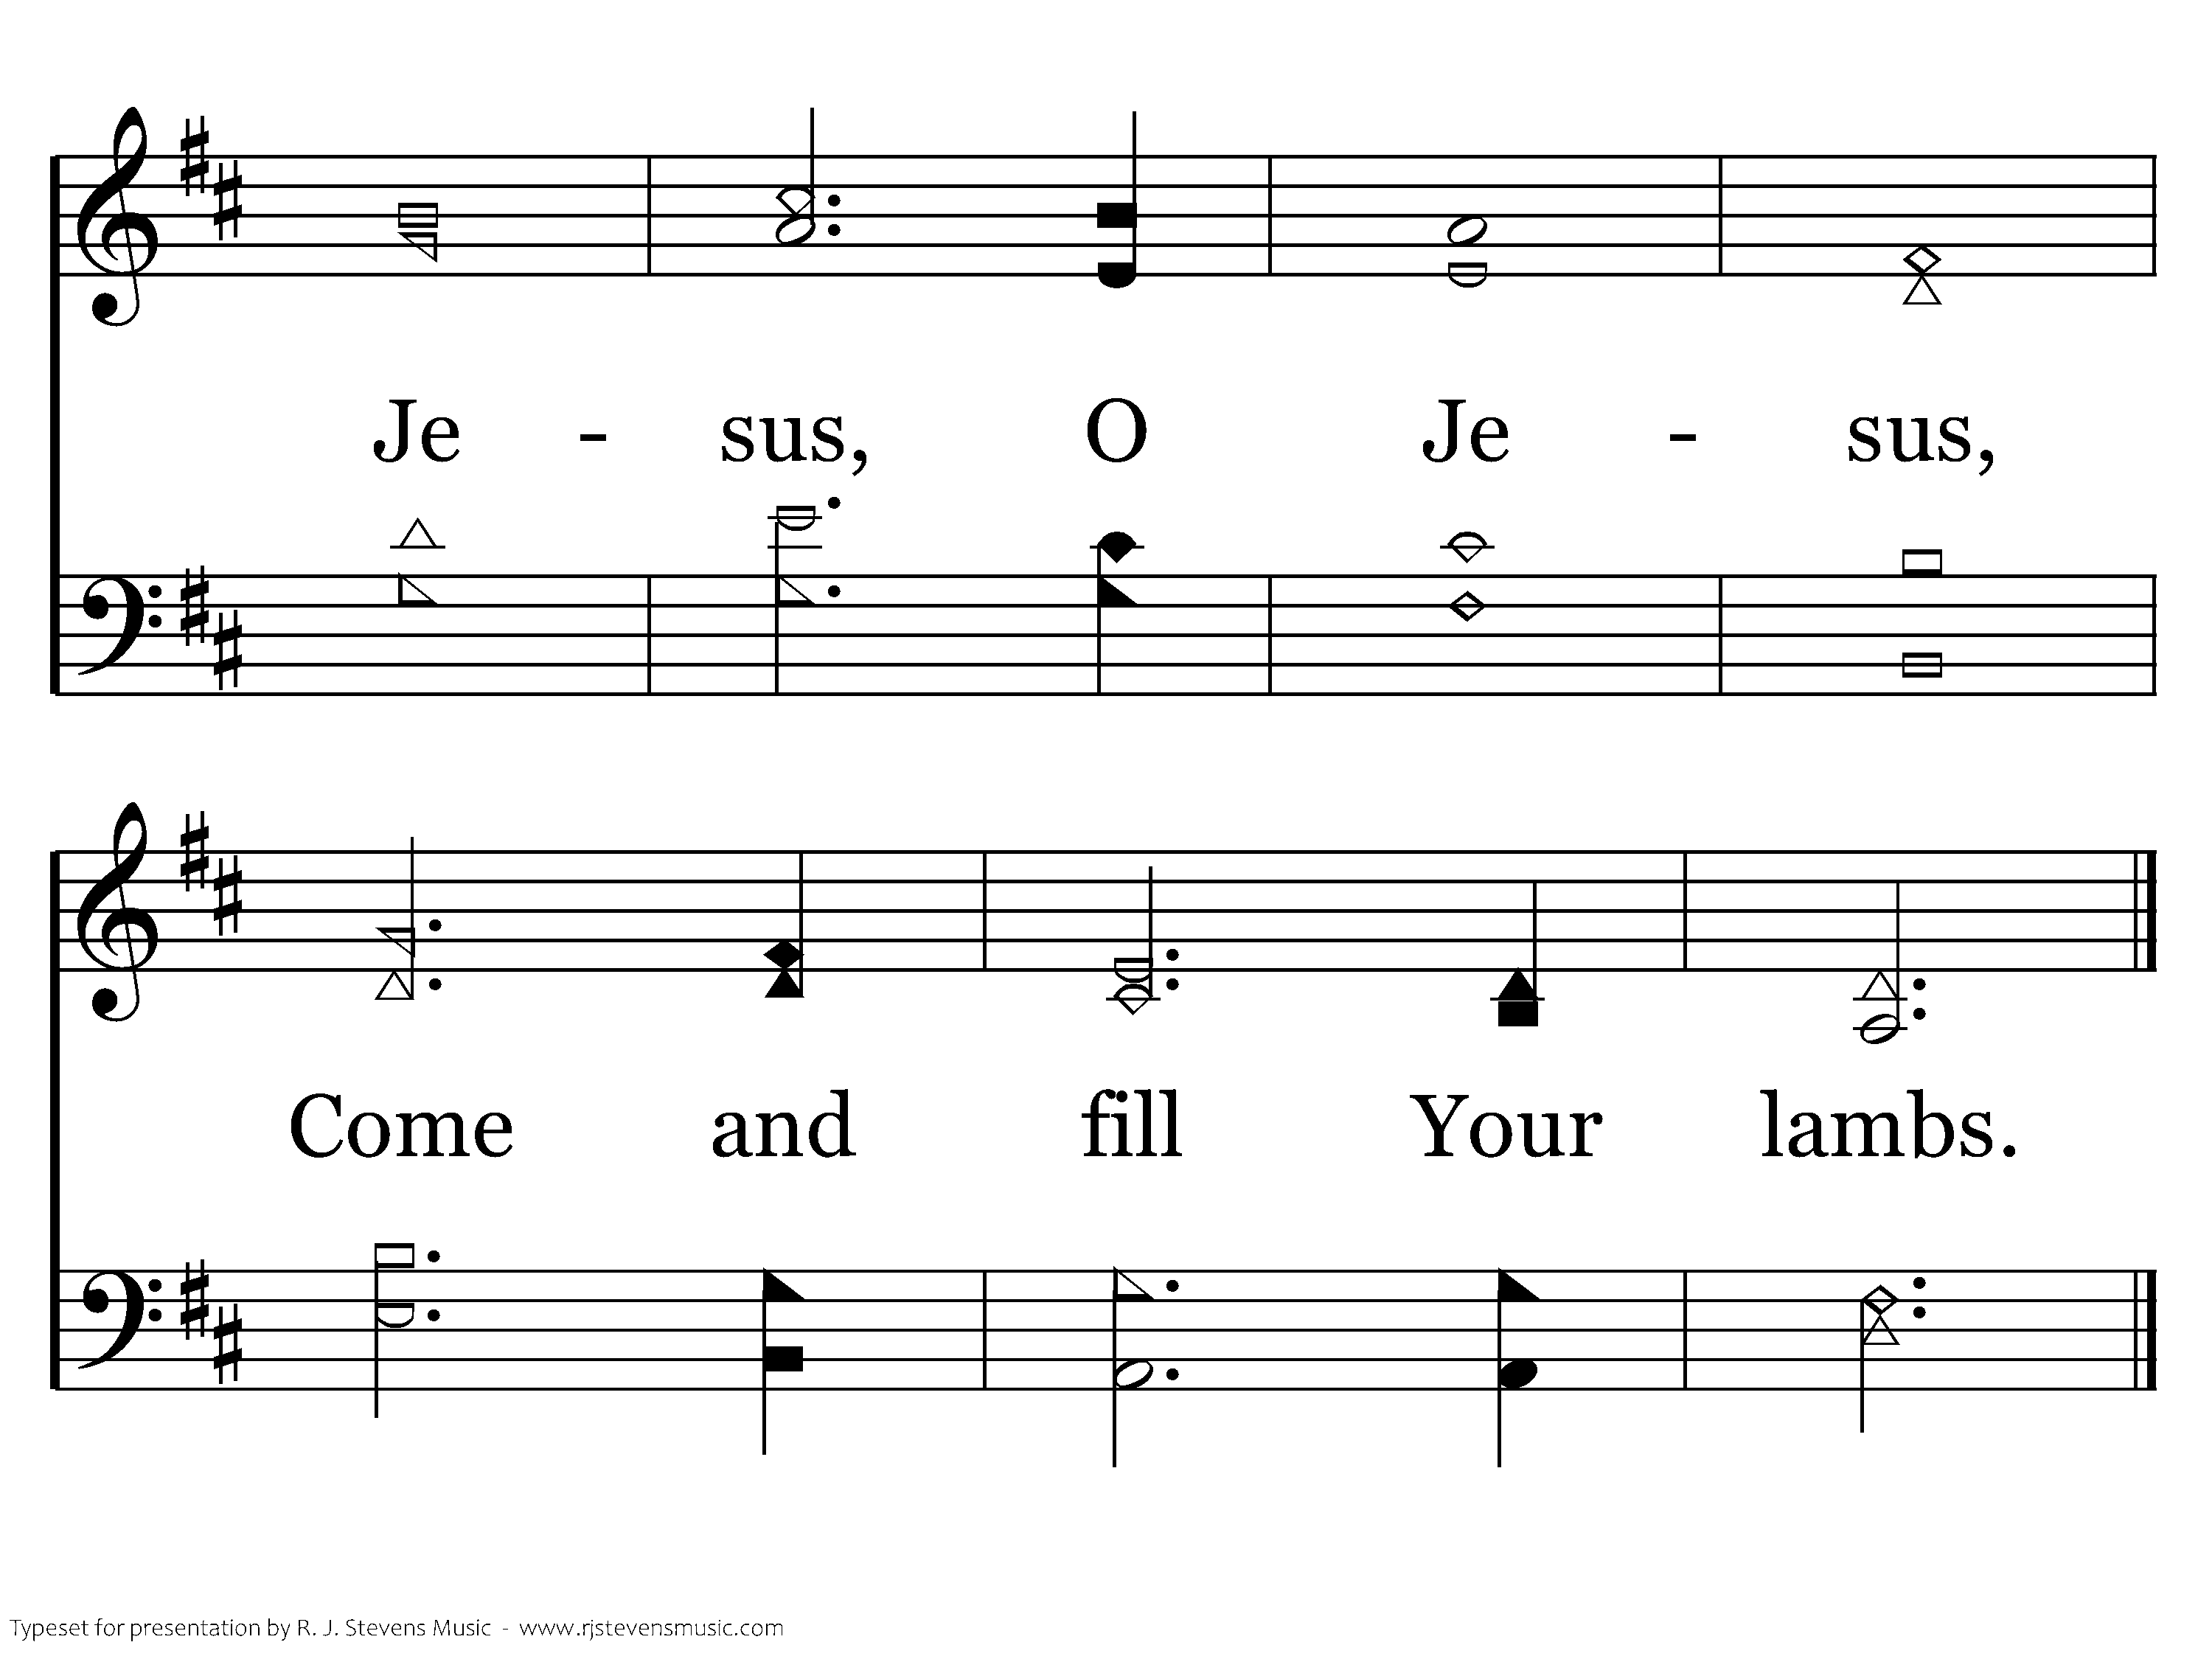 Je - sus, O Je - sus,
Come and fill Your lambs.
Typeset for presentation by R. J. Stevens Music - www.rjstevensmusic.com